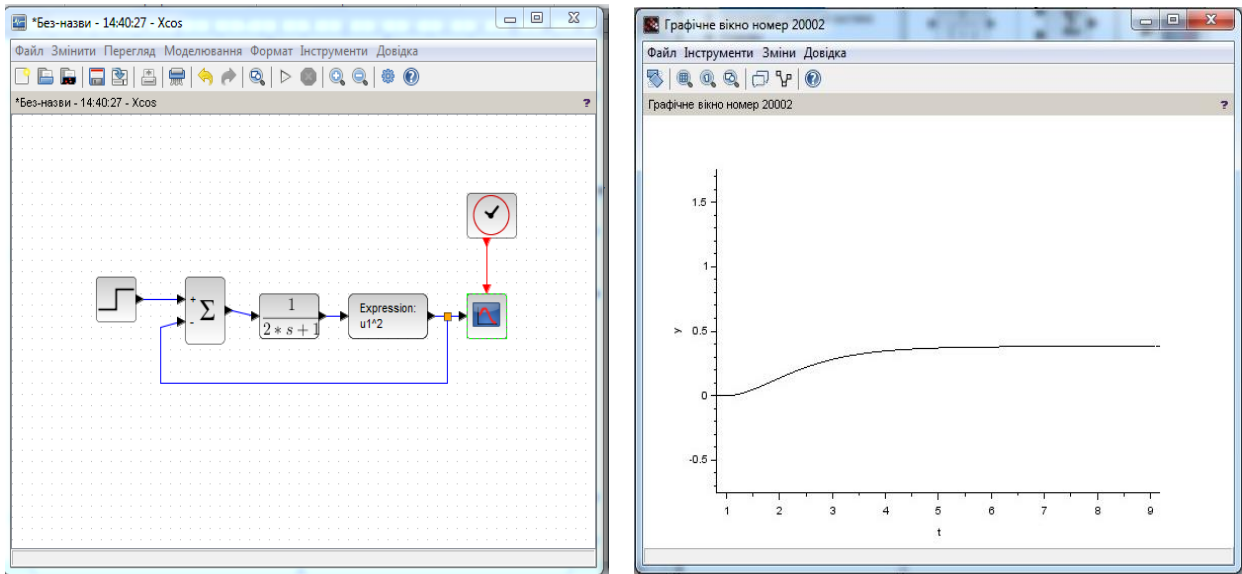 *Без-назви - 14:40:27 - Xcos
Файл Змінити Перегляд Моделювання Формат Інструменти Довідка
*Без-назви - 14:40:27 - Xcos
?
+
-
Σ
1
2 * s + 1
Expression:
u1^2
Графічне вікно номер 20002
Файл Інструменти Зміни Довідка
Графічне вікно номер 20002
?
1.5
1
y
0.5
0
-0.5
1 2 3 4 5 6 7 8 9
t